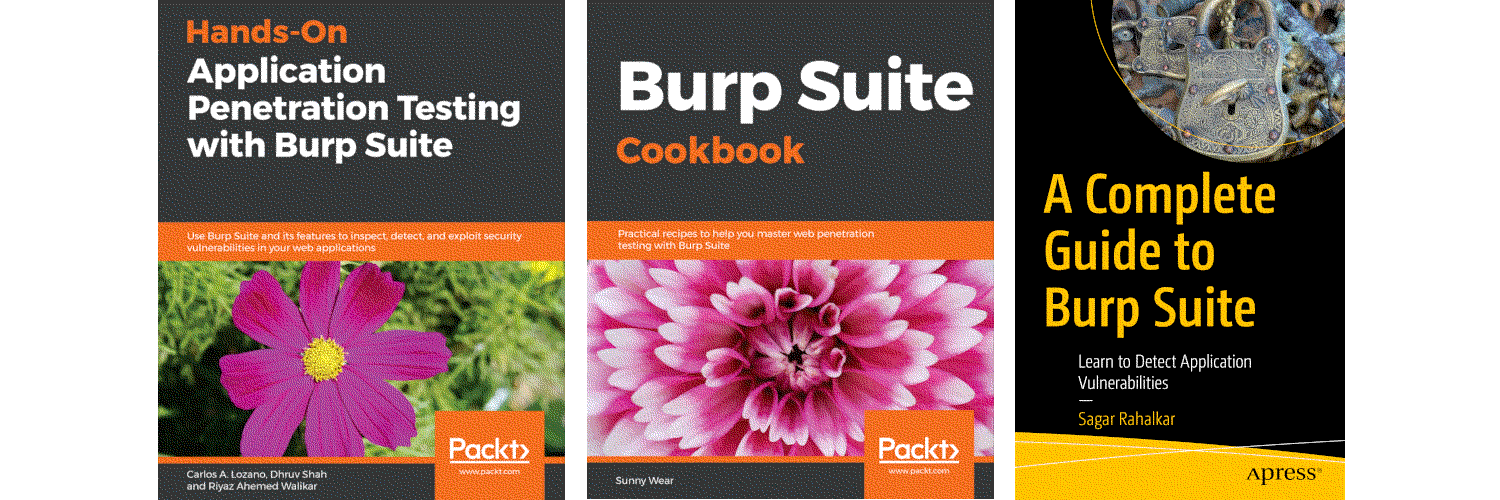 Hands-On
Application
Penetration Testing
with Burp Suite
Use Burp Suite and its features to inspect, detect, and exploit security
vulnerabilities in your web applications
Packt>
www.packt.com
Carlos A. Lozano, Dhruv Shah
and Riyaz Ahemed Walikar
Burp Suite
Cookbook
Practical recipes to help you master web penetration
testing with Burp Suite
Packt>
www.packt.com
Sunny Wear
A Complete
Guide to
Burp Suite
Learn to Detect Application
Vulnerabilities
—
Sagar Rahalkar
Apress®